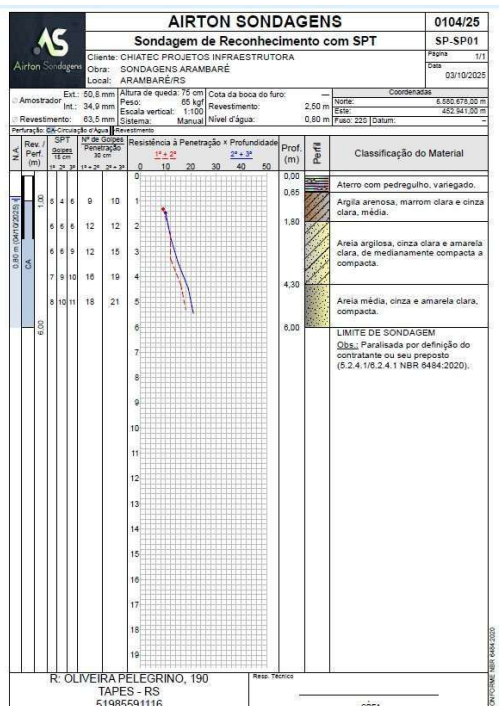 AIRTON SONDAGENS
0104/25
AS
Airton Sondagens
Sondagem de Reconhecimento com SPT
SP-SP01
Cliente: CHIATEC PROJETOS INFRAESTRUTORA
Página 1/1
Obra: SONDAGENS ARAMBARÉ
Local: ARAMBARÉ/RS
Data 03/10/2025
Amostrador Ext.: 50,8 mm
Int.: 34,9 mm
Revestimento: 63,5 mm
Altura de queda: 75 cm
Peso: 65 kgf
Escala vertical: 1:100
Sistema: Manual
Cota da boca do furo: —
Revestimento: 2,50 m
Nível d'água: 0,80 m
Coordenadas
Norte: 6.580.678,00 m
Este: 452.941,00 m
Fuso: 22S Datum: --
Perfuração: CA-Circulação d'Água Revestimento
N.A.
Rev. / Perf. (m)
SPT
Golpes
15 cm
1ª 2ª 3ª
Nº de Golpes
Penetração
30 cm
1ª + 2ª 2ª + 3ª
Resistência à Penetração x Profundidade
1ª + 2ª 2ª + 3ª
0 10 20 30 40 50
Prof. (m)
Perfil
Classificação do Material
0,80 m (04/10/2025)
1,00
CA
6,00
5 4 6 9 10
6 6 6 12 12
6 6 9 12 15
7 9 10 16 19
8 10 11 18 21
0
1
2
3
4
5
6
7
8
9
10
11
12
13
14
15
16
17
18
19
0,00
0,65
1,80
4,30
6,00
Aterro com pedregulho, variegado.
Argila arenosa, marrom clara e cinza
clara, média.
Areia argilosa, cinza clara e amarela
clara, de medianamente compacta a
compacta.
Areia média, cinza e amarela clara,
compacta.
LIMITE DE SONDAGEM
Obs.: Paralisada por definição do
contratante ou seu preposto
(5.2.4.1/6.2.4.1 NBR 6484:2020).
R: OLIVEIRA PELEGRINO, 190
TAPES - RS
51985591116
Resp. Técnico
CONFORME NBR 6484:2020